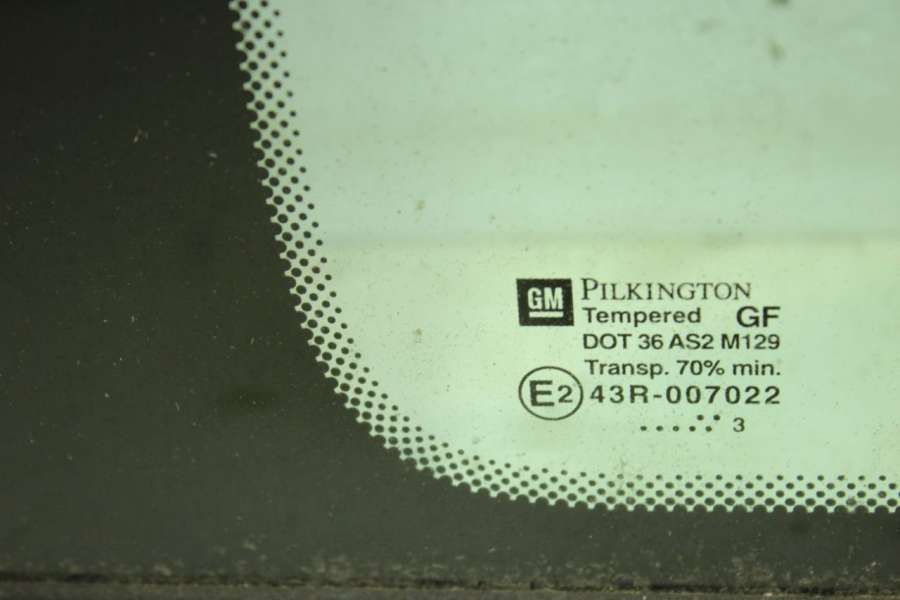 GM PILKINGTON
Tempered GF
DOT 36 AS2 M129
Transp. 70% min.
E2 43R-007022
3